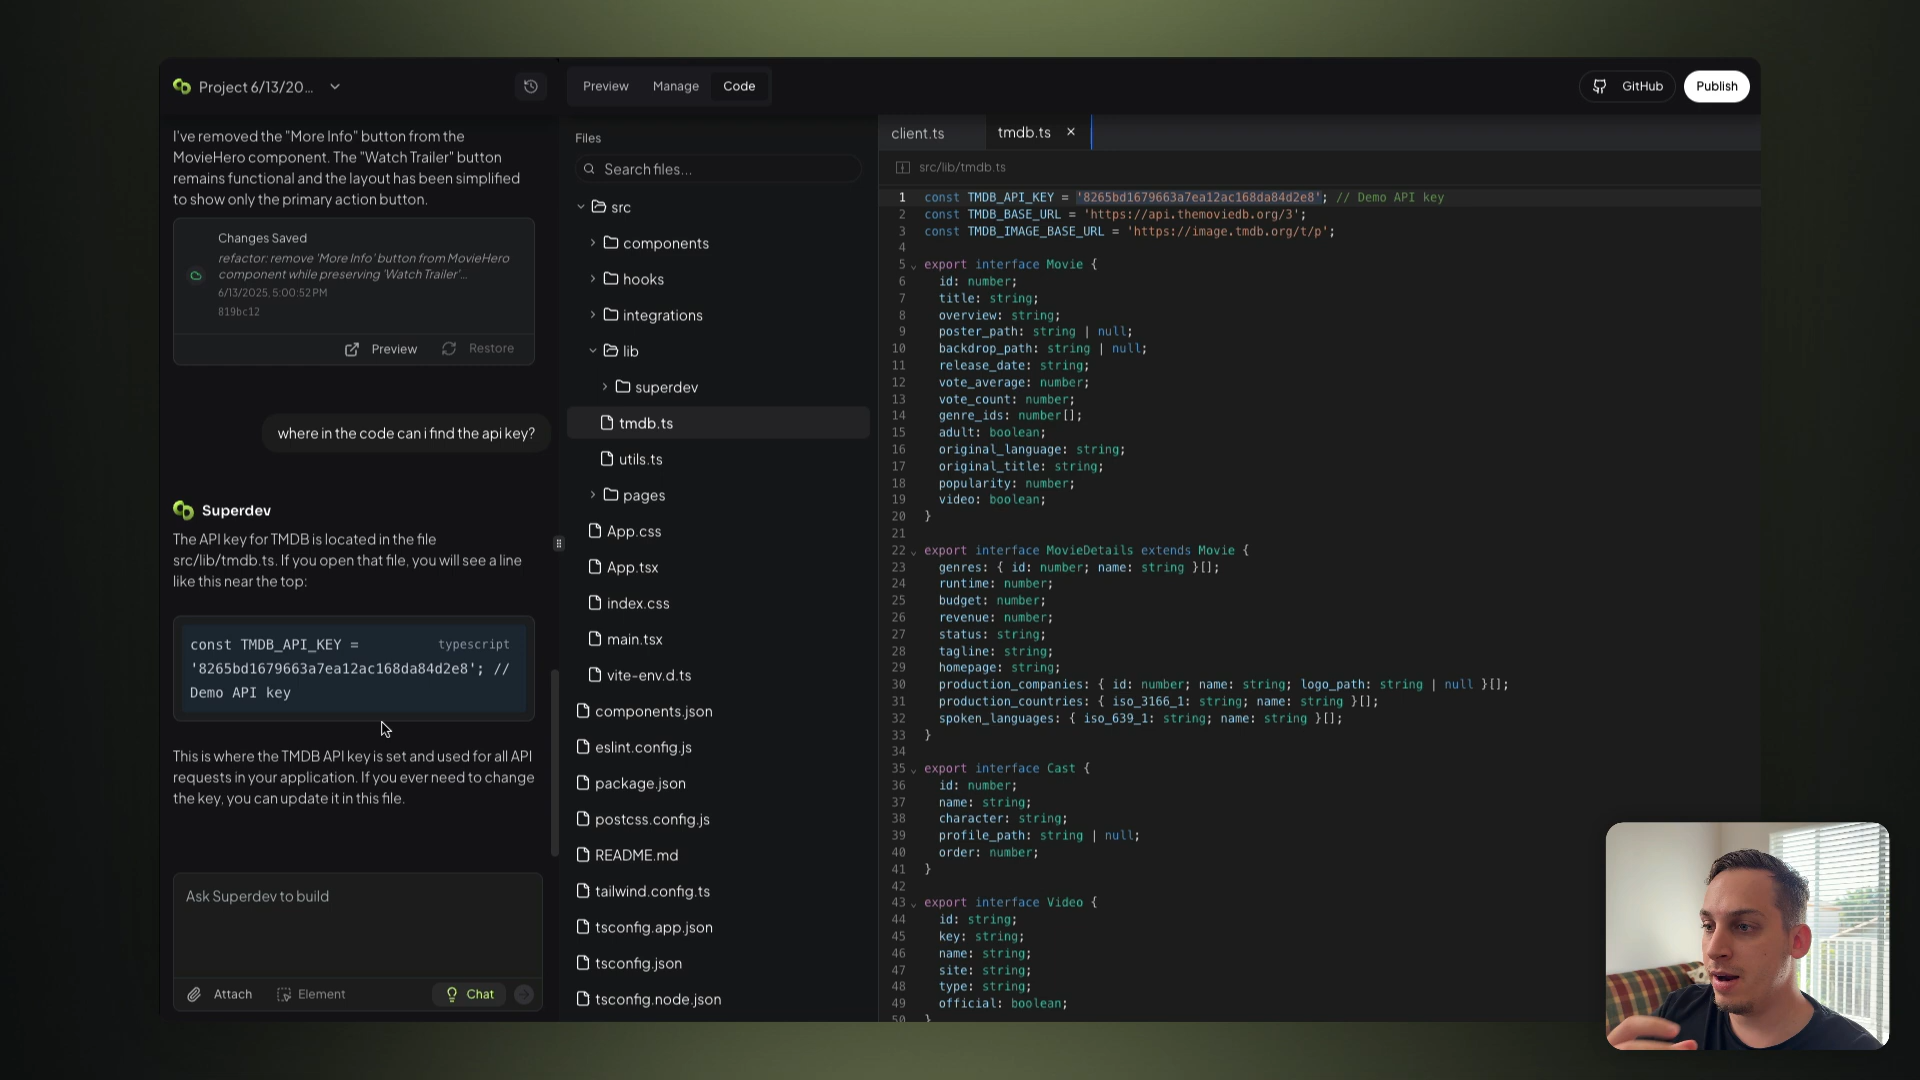 Project 6/13/20...
Preview
Manage
Code
GitHub
Publish
I've removed the "More Info" button from the
MovieHero component. The "Watch Trailer" button
remains functional and the layout has been simplified
to show only the primary action button.
Changes Saved
refactor: remove 'More Info' button from MovieHero
component while preserving 'Watch Trailer'...
6/13/2025, 5:00:52 PM
819bc12
Preview
Restore
where in the code can i find the api key?
Superdev
The API key for TMDB is located in the file
src/lib/tmdb.ts. If you open that file, you will see a line
like this near the top:
const TMDB_API_KEY = typescript
'8265bd1679663a7ea12ac168da84d2e8'; //
Demo API key
This is where the TMDB API key is set and used for all API
requests in your application. If you ever need to change
the key, you can update it in this file.
Ask Superdev to build
Attach
Element
Chat
Files
Search files...
src
components
hooks
integrations
lib
superdev
tmdb.ts
utils.ts
pages
App.css
App.tsx
index.css
main.tsx
vite-env.d.ts
components.json
eslint.config.js
package.json
postcss.config.js
README.md
tailwind.config.ts
tsconfig.app.json
tsconfig.json
tsconfig.node.json
client.ts
tmdb.ts
src/lib/tmdb.ts
1 const TMDB_API_KEY = '8265bd1679663a7ea12ac168da84d2e8'; // Demo API key
2 const TMDB_BASE_URL = 'https://api.themoviedb.org/3';
3 const TMDB_IMAGE_BASE_URL = 'https://image.tmdb.org/t/p';
4
5 export interface Movie {
6 id: number;
7 title: string;
8 overview: string;
9 poster_path: string | null;
10 backdrop_path: string | null;
11 release_date: string;
12 vote_average: number;
13 vote_count: number;
14 genre_ids: number[];
15 adult: boolean;
16 original_language: string;
17 original_title: string;
18 popularity: number;
19 video: boolean;
20 }
21
22 export interface MovieDetails extends Movie {
23 genres: { id: number; name: string }[];
24 runtime: number;
25 budget: number;
26 revenue: number;
27 status: string;
28 tagline: string;
29 homepage: string;
30 production_companies: { id: number; name: string; logo_path: string | null }[];
31 production_countries: { iso_3166_1: string; name: string }[];
32 spoken_languages: { iso_639_1: string; name: string }[];
33 }
34
35 export interface Cast {
36 id: number;
37 name: string;
38 character: string;
39 profile_path: string | null;
40 order: number;
41 }
42
43 export interface Video {
44 id: string;
45 key: string;
46 name: string;
47 site: string;
48 type: string;
49 official: boolean;
50 }